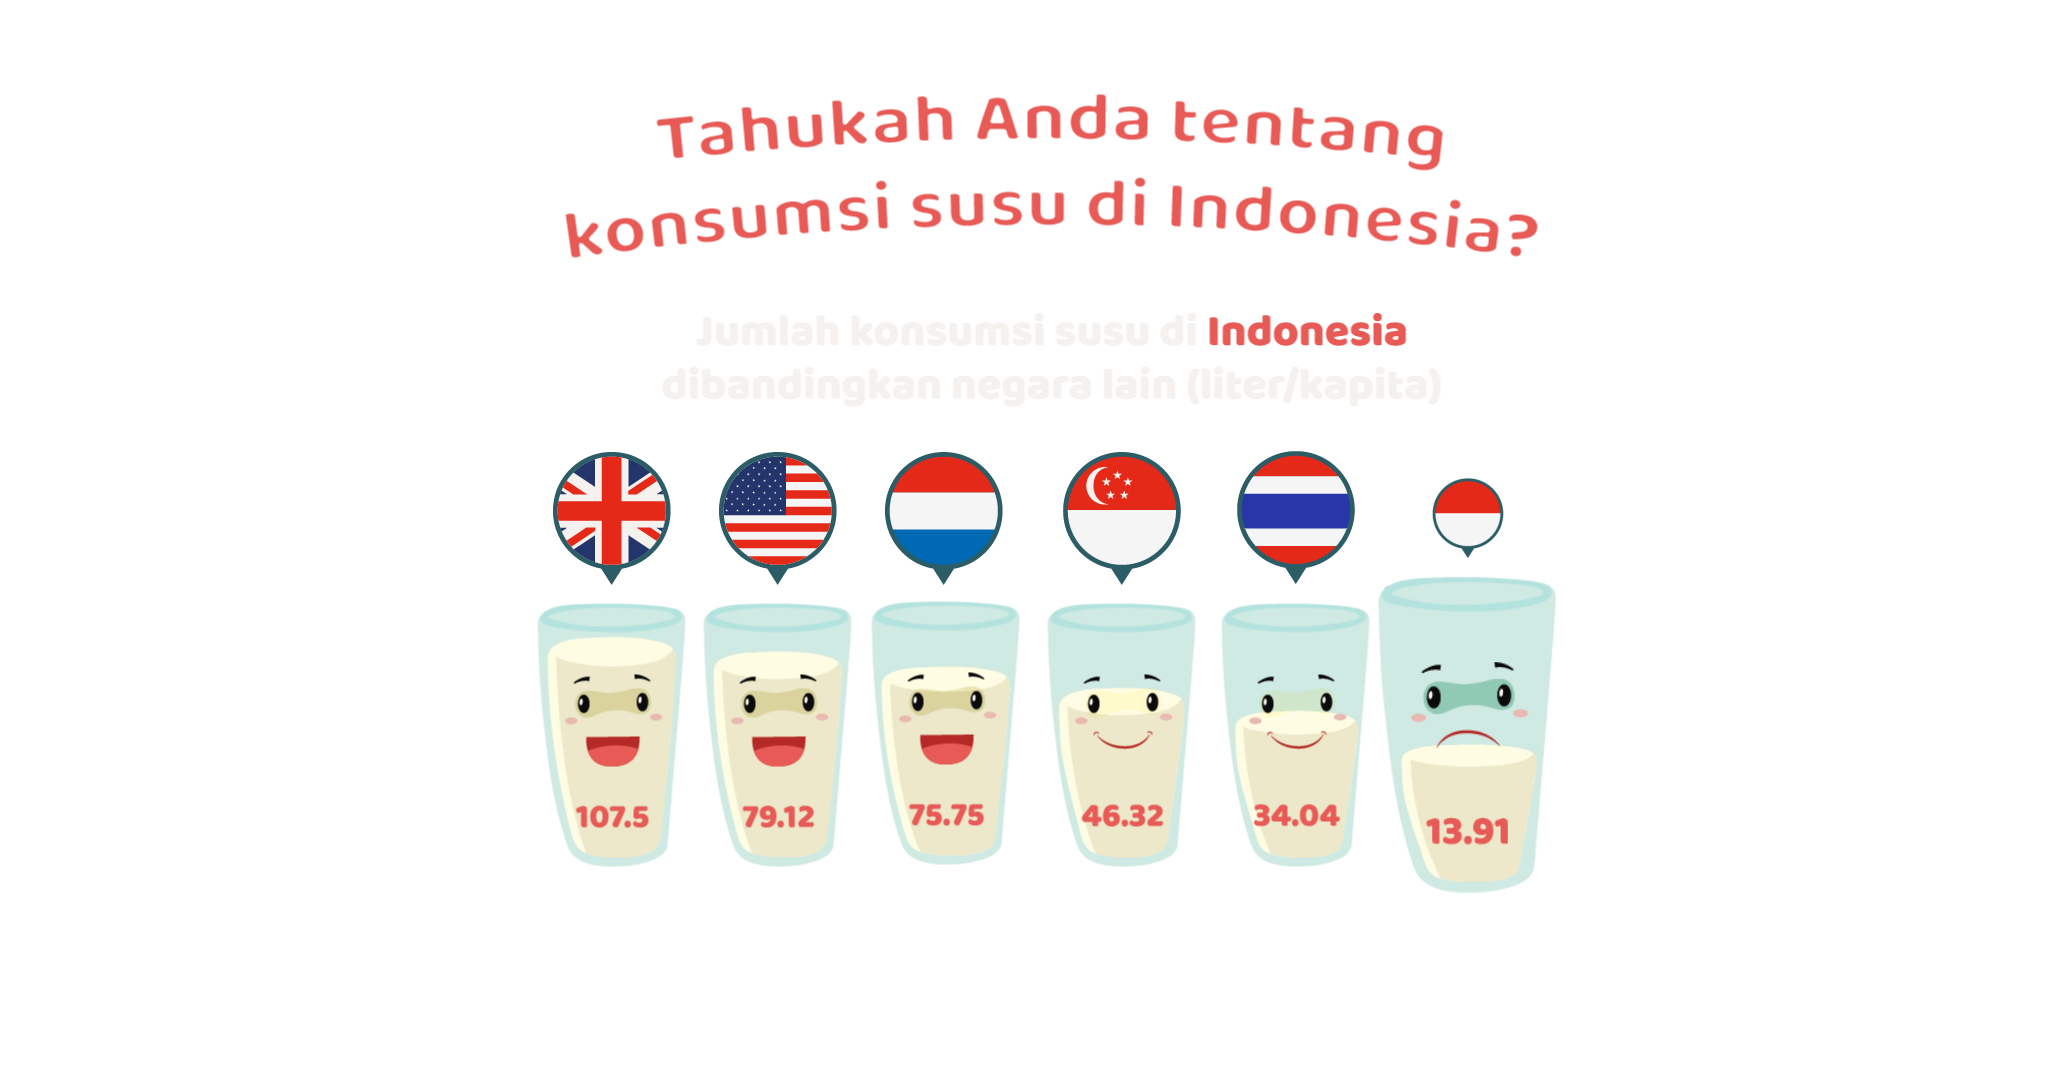 Tahukah Anda tentang
konsumsi susu di Indonesia?
Jumlah konsumsi susu di Indonesia
dibandingkan negara lain (liter/kapita)
107.5
79.12
75.75
46.32
34.04
13.91